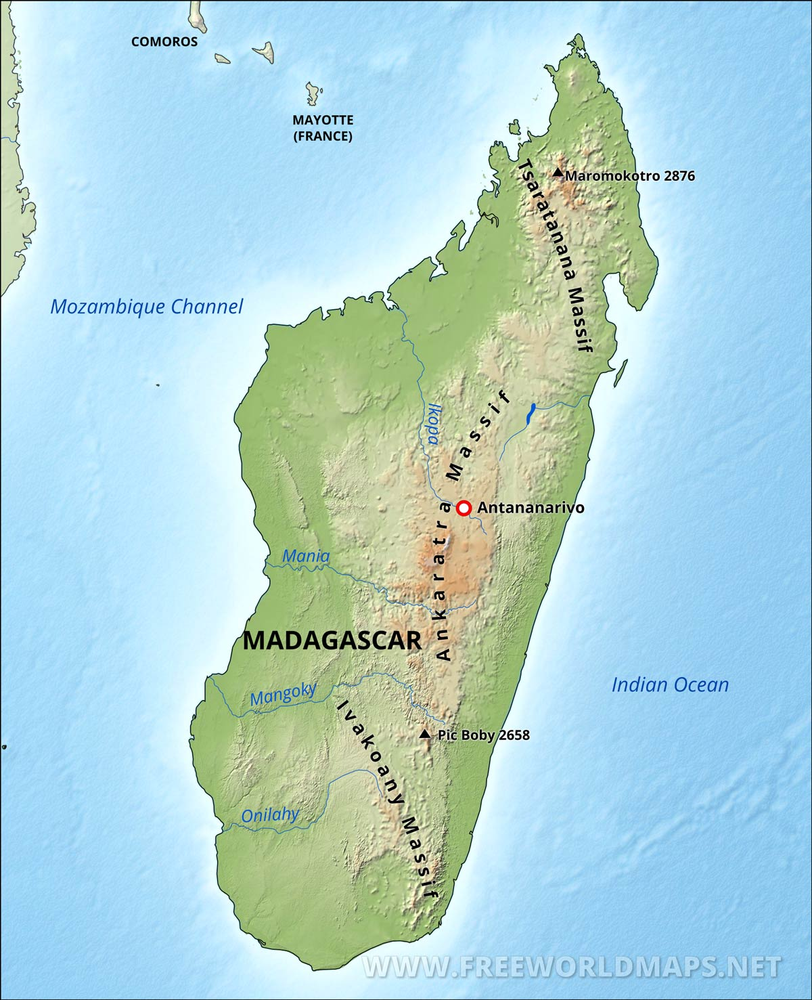 COMOROS
MAYOTTE
(FRANCE)
Maromokotro 2876
Tsaratanana Massif
Mozambique Channel
Ikopa
Ankaratra Massif
Antananarivo
Mania
MADAGASCAR
Indian Ocean
Mangoky
Ivakoany Massif
Pic Boby 2658
Onilahy
WWW.FREEWORLDMAPS.NET